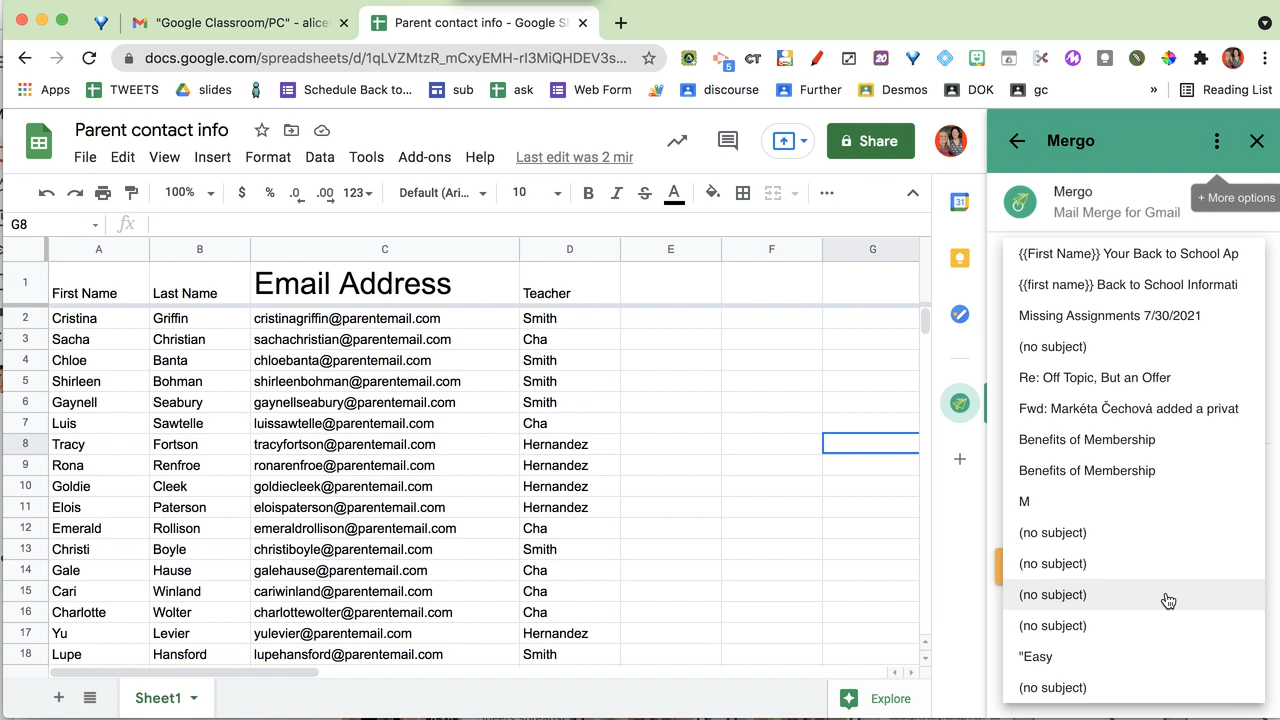 "Google Classroom/PC" - alice
Parent contact info - Google S
docs.google.com/spreadsheets/d/1qLVZMtzR_mCxyEMH-rl3MiQHDEV3s...
6
CT
20
Apps
TWEETS
slides
Schedule Back to...
sub
ask
Web Form
discourse
Further
Desmos
DOK
gc
»
Reading List
Parent contact info
File Edit View Insert Format Data Tools Add-ons Help Last edit was 2 mir
Share
100% $ % .0 .00 123 Default (Ari... 10 B I S A
G8 fx
A B C D E F G
1 First Name Last Name Email Address Teacher
2 Cristina Griffin cristinagriffin@parentemail.com Smith
3 Sacha Christian sachachristian@parentemail.com Cha
4 Chloe Banta chloebanta@parentemail.com Smith
5 Shirleen Bohman shirleenbohman@parentemail.com Smith
6 Gaynell Seabury gaynellseabury@parentemail.com Smith
7 Luis Sawtelle luissawtelle@parentemail.com Cha
8 Tracy Fortson tracyfortson@parentemail.com Hernandez
9 Rona Renfroe ronarenfroe@parentemail.com Hernandez
10 Goldie Cleek goldiecleek@parentemail.com Hernandez
11 Elois Paterson eloispaterson@parentemail.com Hernandez
12 Emerald Rollison emeraldrollison@parentemail.com Cha
13 Christi Boyle christiboyle@parentemail.com Smith
14 Gale Hause galehause@parentemail.com Cha
15 Cari Winland cariwinland@parentemail.com Cha
16 Charlotte Wolter charlottewolter@parentemail.com Cha
17 Yu Levier yulevier@parentemail.com Hernandez
18 Lupe Hansford lupehansford@parentemail.com Smith
Sheet1
Explore
31
Mergo
Mergo
Mail Merge for Gmail
+ More options
{{First Name}} Your Back to School Ap
{{first name}} Back to School Informati
Missing Assignments 7/30/2021
(no subject)
Re: Off Topic, But an Offer
Fwd: Markéta Čechová added a privat
Benefits of Membership
Benefits of Membership
M
(no subject)
(no subject)
(no subject)
(no subject)
"Easy
(no subject)